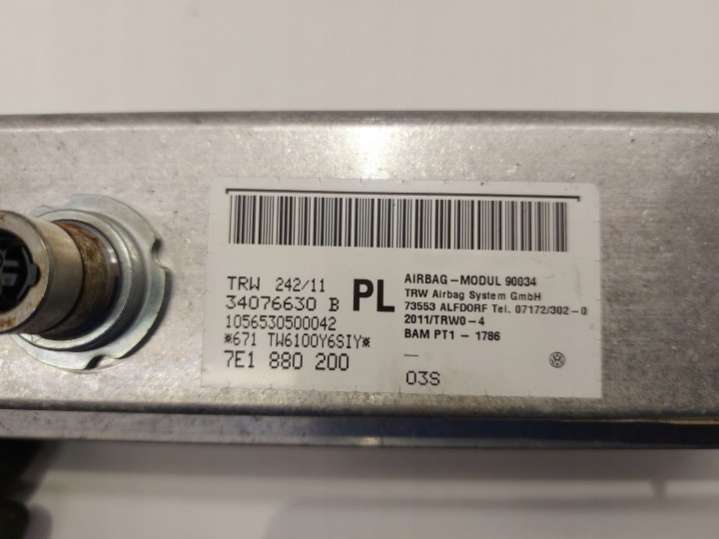 TRW 242/11
34076630 B
PL
1056530500042
*671 TW6100Y6SIY*
7E1 880 200
AIRBAG-MODUL 90034
TRW Airbag System GmbH
73553 ALFDORF Tel. 07172/302-0
2011/TRW0-4
BAM PT1 - 1786
—
03S